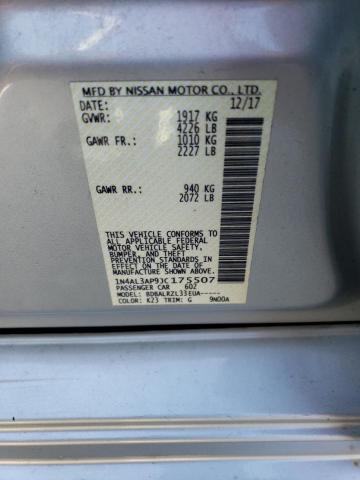 MFD BY NISSAN MOTOR CO., LTD.
DATE: 12/17
GVWR: 1917 KG
4226 LB
GAWR FR: 1010 KG
2227 LB
GAWR RR: 940 KG
2072 LB
THIS VEHICLE CONFORMS TO ALL
APPLICABLE FEDERAL MOTOR VEHICLE SAFETY,
BUMPER, AND THEFT PREVENTION STANDARDS
IN EFFECT ON THE DATE OF
MANUFACTURE SHOWN ABOVE.
1N4AL3AP9JC175507
PASSENGER CAR 602
MODEL: BDBALRZL33EUA-----
COLOR: K23 TRIM: G 9N00A